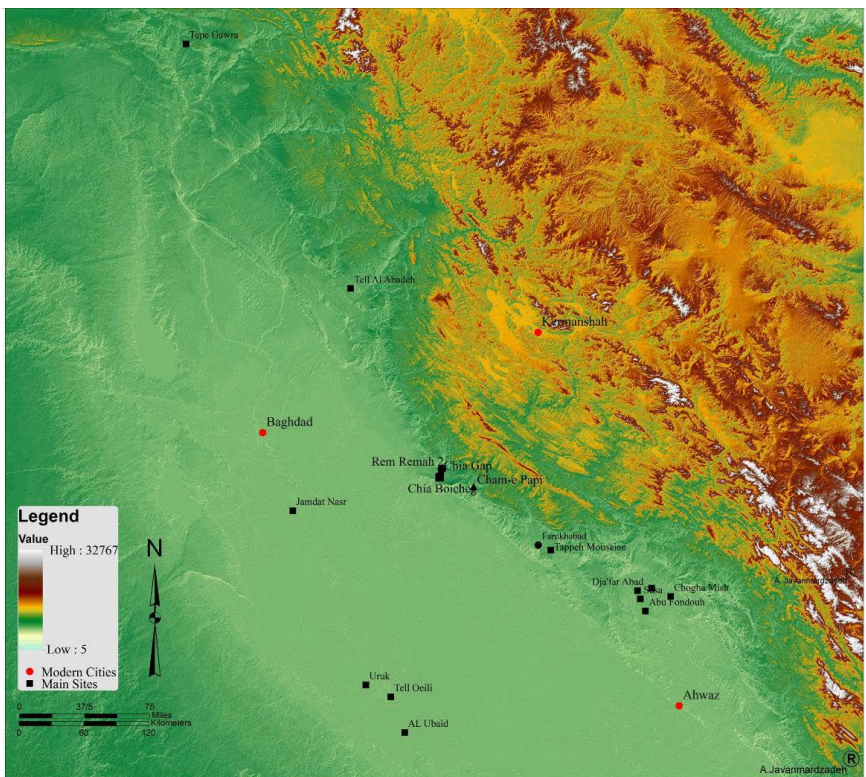 Tepe Gawra
Tell Al Abadeh
Kermanshah
Baghdad
Rem Remah 2
Chia Gap
Chia Boicheg
Cham-e Papi
Jamdat Nasr
Farukhabad
Tappeh Mouseian
Dja'far Abad
Susa
Chogha Mish
Abu Fondouh
A. Javanmardzadeh
Legend
Value
High : 32767
Low : 5
Modern Cities
Main Sites
N
0 37/5 75
Miles
Kilometers
0 60 120
Uruk
Tell Oeili
AL Ubaid
Ahwaz
A.Javanmardzadeh
®